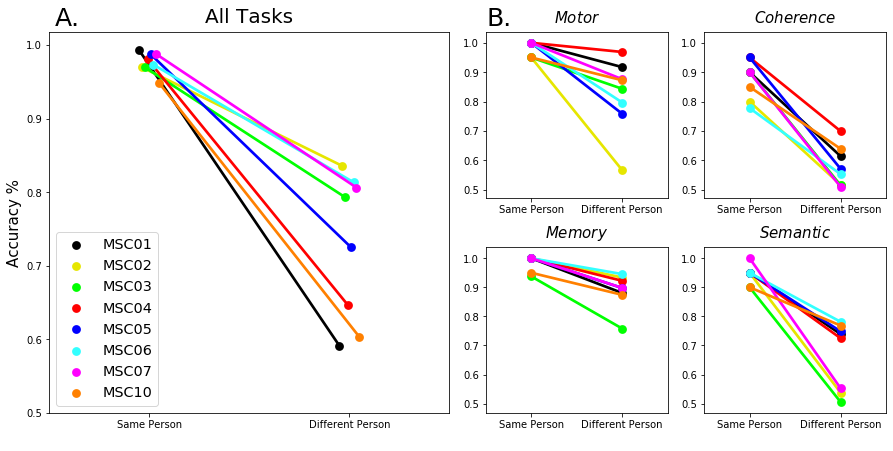 A.
All Tasks
Accuracy %
1.0
0.9
0.8
0.7
0.6
0.5
MSC01
MSC02
MSC03
MSC04
MSC05
MSC06
MSC07
MSC10
Same Person
Different Person
B.
Motor
1.0
0.9
0.8
0.7
0.6
0.5
Same Person
Different Person
Coherence
1.0
0.9
0.8
0.7
0.6
0.5
Same Person
Different Person
Memory
1.0
0.9
0.8
0.7
0.6
0.5
Same Person
Different Person
Semantic
1.0
0.9
0.8
0.7
0.6
0.5
Same Person
Different Person